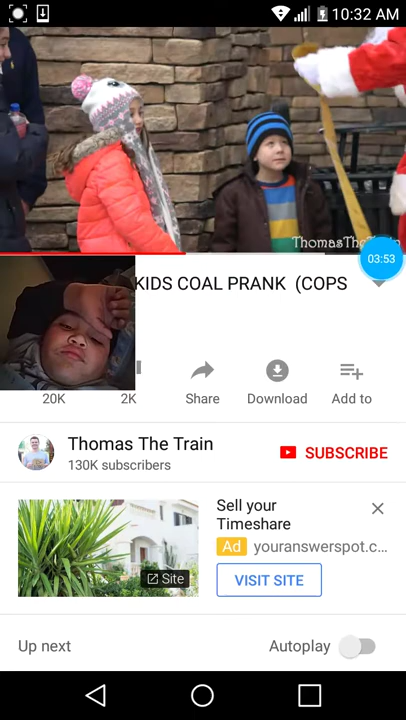 10:32 AM
ThomasTheTrain
03:53
KIDS COAL PRANK (COPS
20K
2K
Share
Download
Add to
Thomas The Train
130K subscribers
SUBSCRIBE
Sell your
Timeshare
Ad youranswerspot.c...
VISIT SITE
Site
Up next
Autoplay